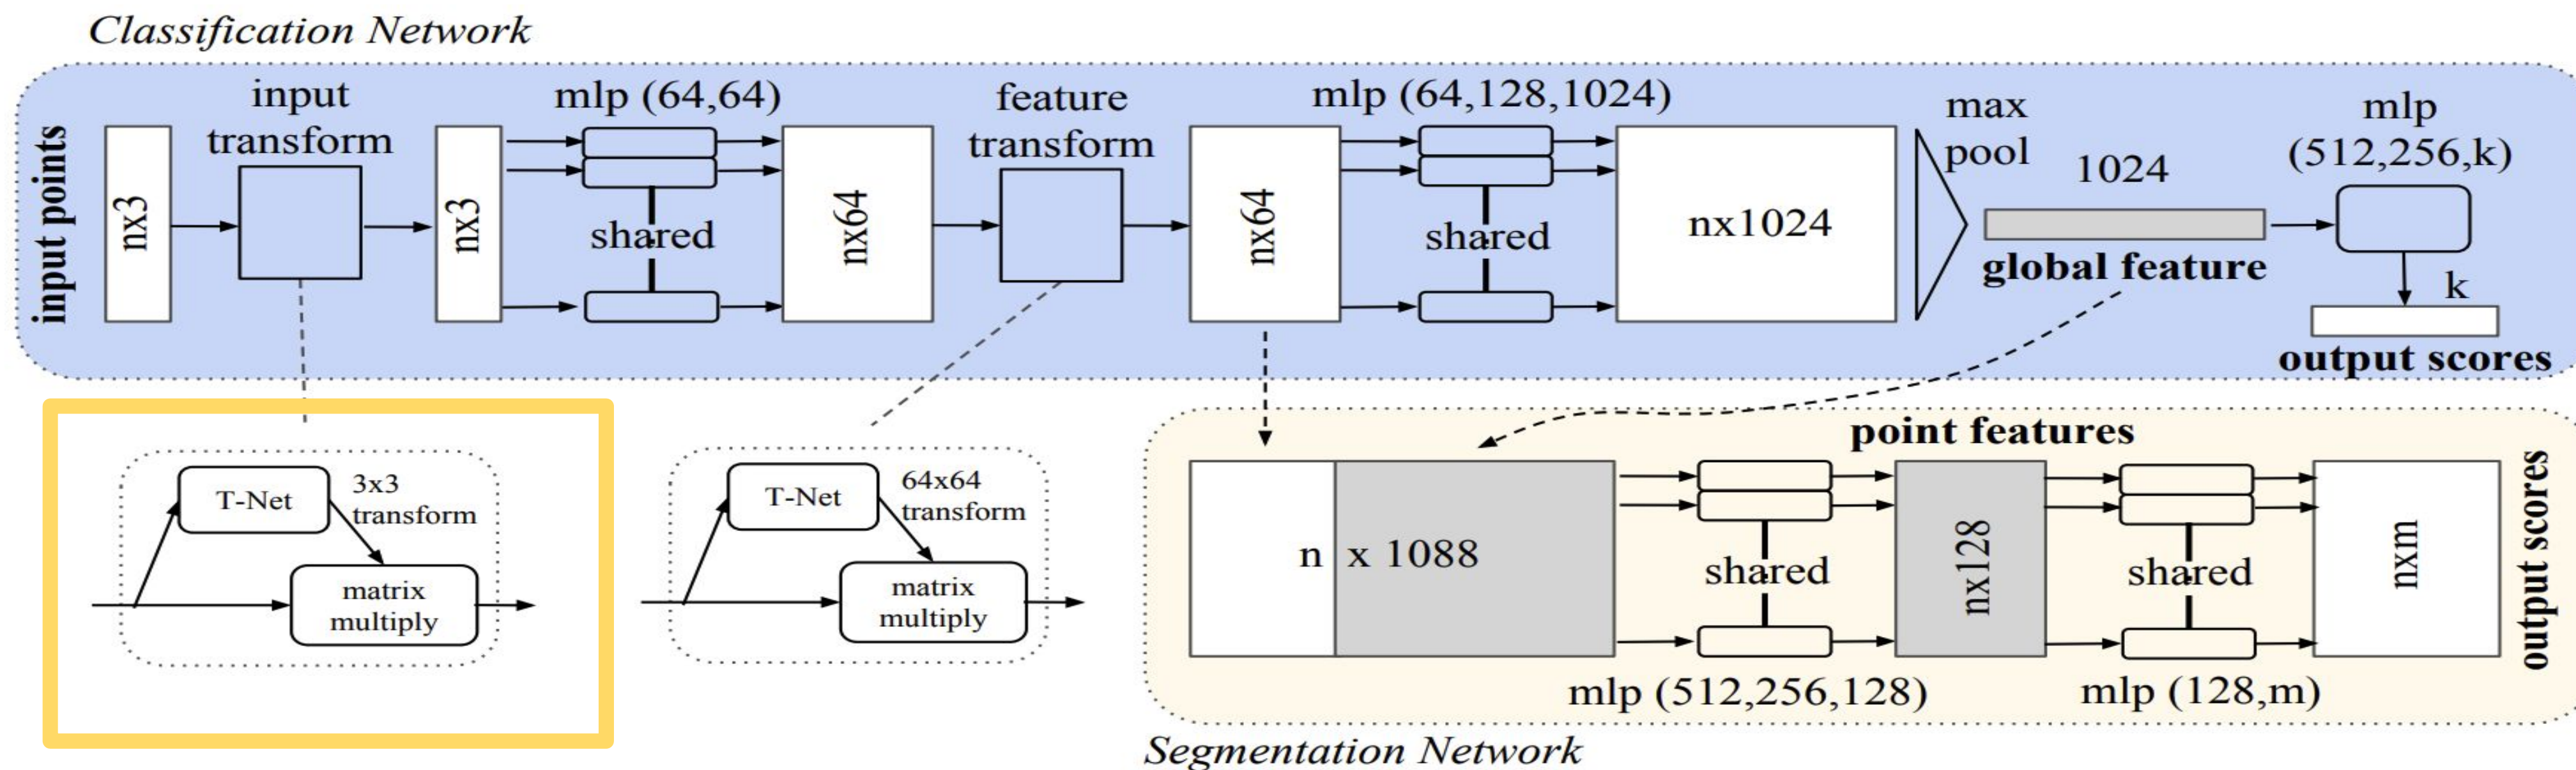 Classification Network
input points
nx3
input
transform
nx3
mlp (64,64)
shared
nx64
feature
transform
nx64
mlp (64,128,1024)
shared
nx1024
max
pool
1024
global feature
mlp
(512,256,k)
k
output scores
T-Net
3x3
transform
matrix
multiply
T-Net
64x64
transform
matrix
multiply
point features
n x 1088
shared
mlp (512,256,128)
nx128
shared
mlp (128,m)
nxm
output scores
Segmentation Network